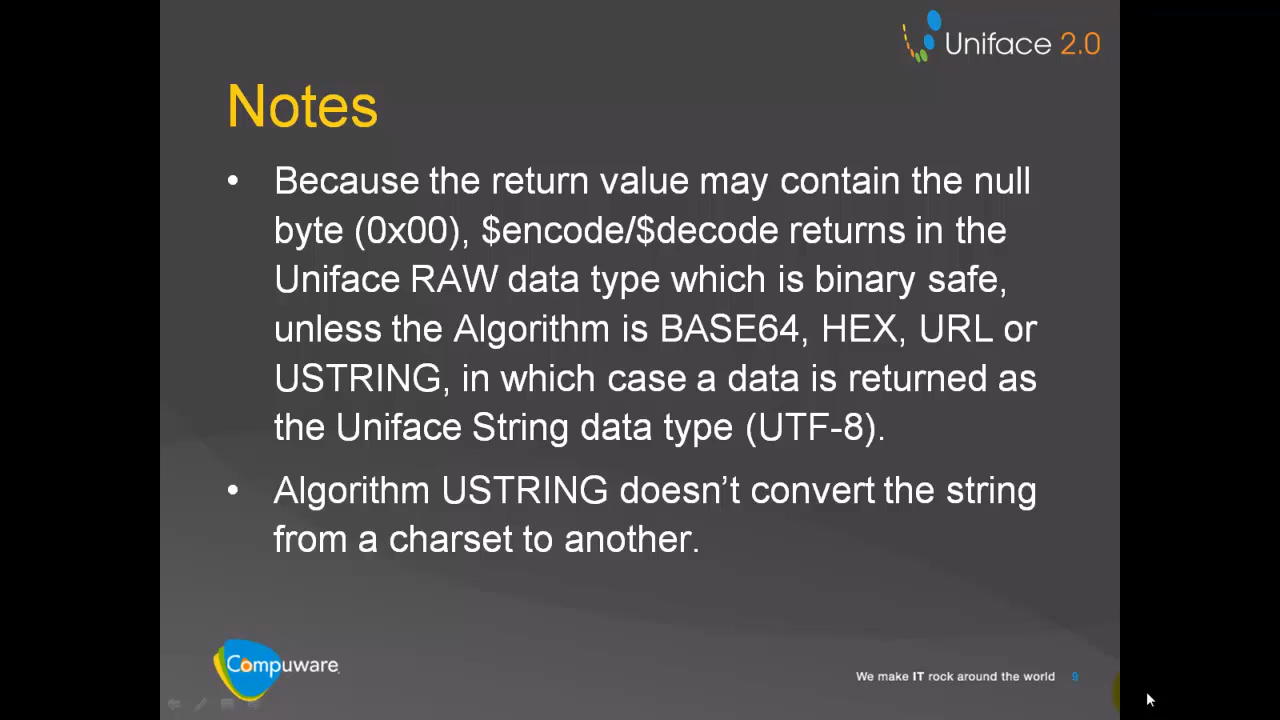 Uniface 2.0
Notes
• Because the return value may contain the null
byte (0x00), $encode/$decode returns in the
Uniface RAW data type which is binary safe,
unless the Algorithm is BASE64, HEX, URL or
USTRING, in which case a data is returned as
the Uniface String data type (UTF-8).
• Algorithm USTRING doesn't convert the string
from a charset to another.
Compuware
We make IT rock around the world 9